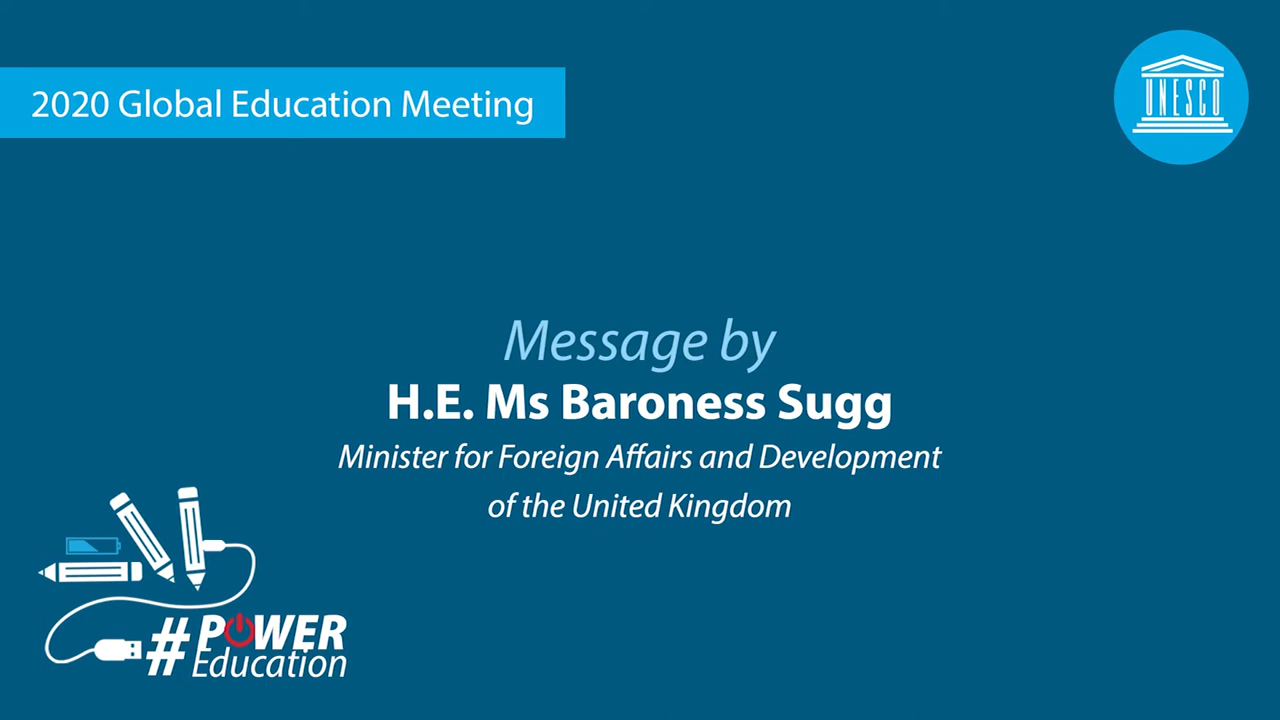 2020 Global Education Meeting
UNESCO
Message by
H.E. Ms Baroness Sugg
Minister for Foreign Affairs and Development
of the United Kingdom
#POWER
Education